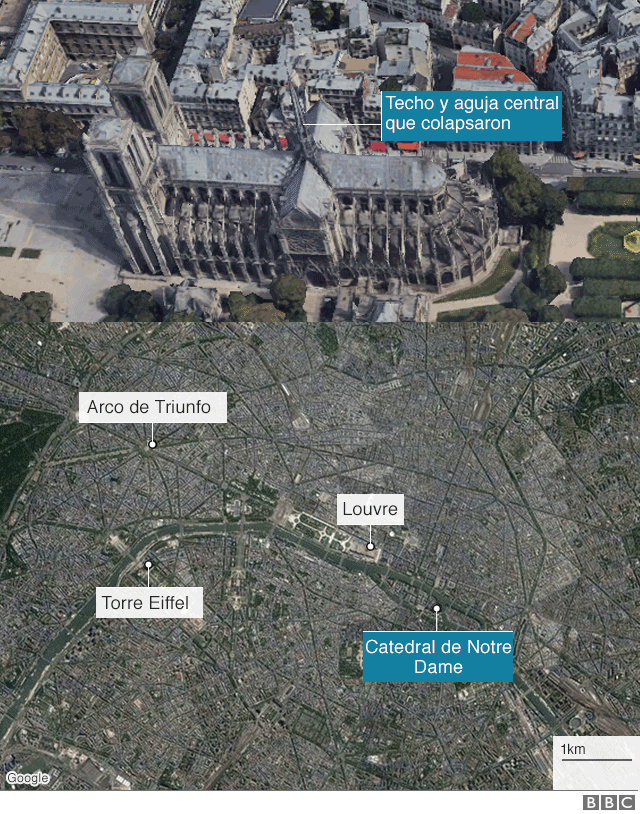 Techo y aguja central
que colapsaron
Arco de Triunfo
Louvre
Torre Eiffel
Catedral de Notre
Dame
1km
Google
BBC